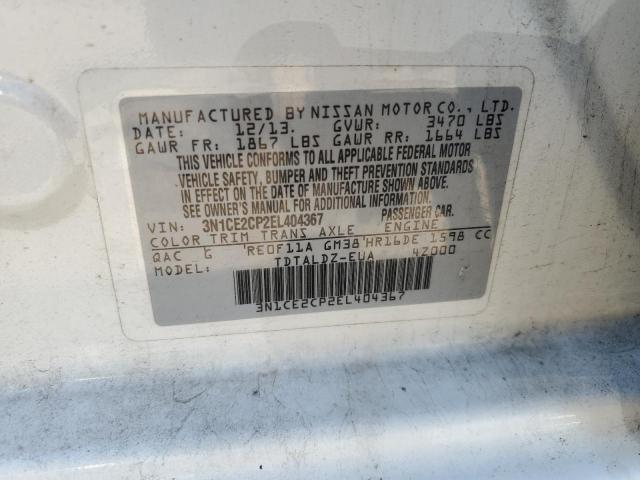 MANUFACTURED BY NISSAN MOTOR CO., LTD.
DATE: 12/13. GVWR: 3470 LBS
GAWR FR: 1867 LBS GAWR RR: 1664 LBS
THIS VEHICLE CONFORMS TO ALL APPLICABLE FEDERAL MOTOR
VEHICLE SAFETY, BUMPER AND THEFT PREVENTION STANDARDS
IN EFFECT ON THE DATE OF MANUFACTURE SHOWN ABOVE.
SEE OWNER'S MANUAL FOR ADDITIONAL INFORMATION.
VIN: 3N1CE2CP2EL404367 PASSENGER CAR.
COLOR TRIM TRANS AXLE ENGINE
QAC G RE0F11A GM38 HR16DE 1598 CC
MODEL: TDTALDZ-EUA 4Z000
3N1CE2CP2EL404367